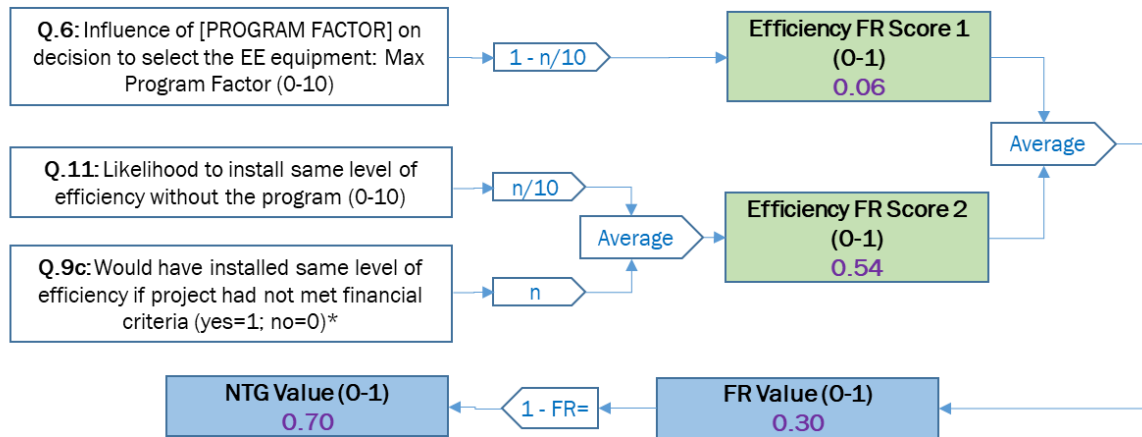 Q.6: Influence of [PROGRAM FACTOR] on
decision to select the EE equipment: Max
Program Factor (0-10)
1 - n/10
Efficiency FR Score 1
(0-1)
0.06
Average
Q.11: Likelihood to install same level of
efficiency without the program (0-10)
n/10
Average
Efficiency FR Score 2
(0-1)
0.54
Q.9c: Would have installed same level of
efficiency if project had not met financial
criteria (yes=1; no=0)*
n
NTG Value (0-1)
0.70
1 - FR=
FR Value (0-1)
0.30